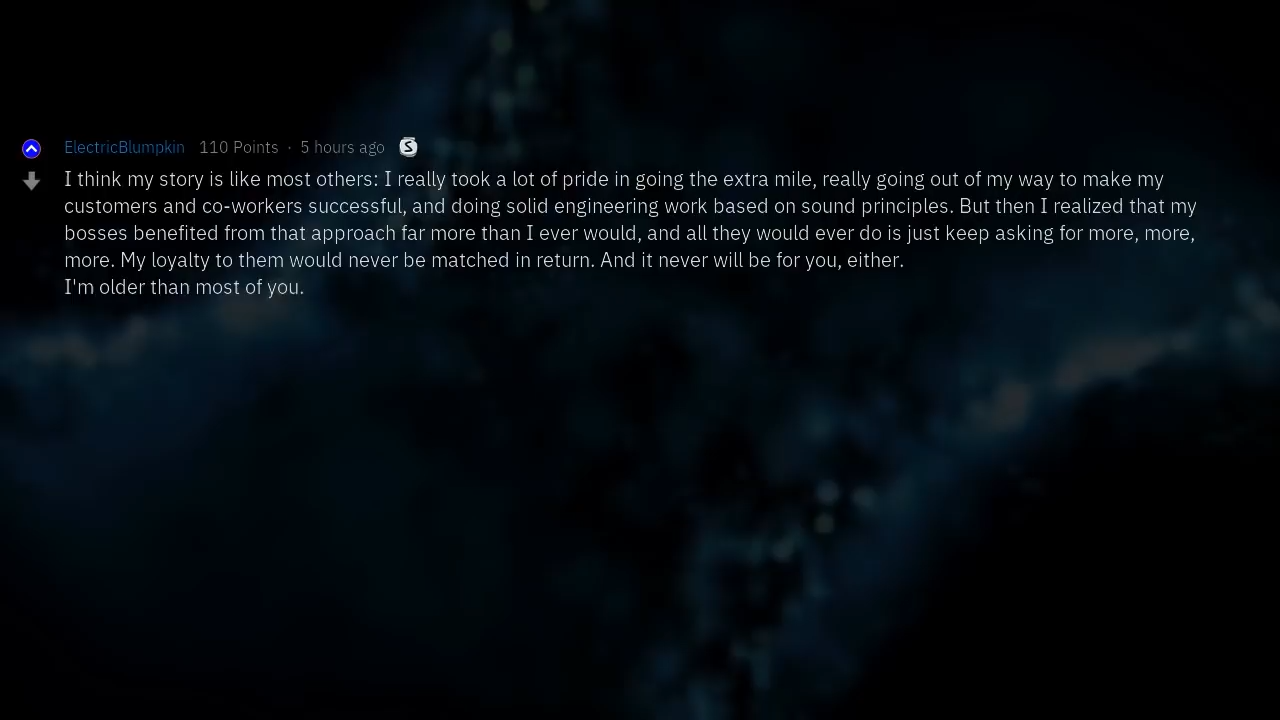 ElectricBlumpkin 110 Points · 5 hours ago S
I think my story is like most others: I really took a lot of pride in going the extra mile, really going out of my way to make my
customers and co-workers successful, and doing solid engineering work based on sound principles. But then I realized that my
bosses benefited from that approach far more than I ever would, and all they would ever do is just keep asking for more, more,
more. My loyalty to them would never be matched in return. And it never will be for you, either.
I'm older than most of you.